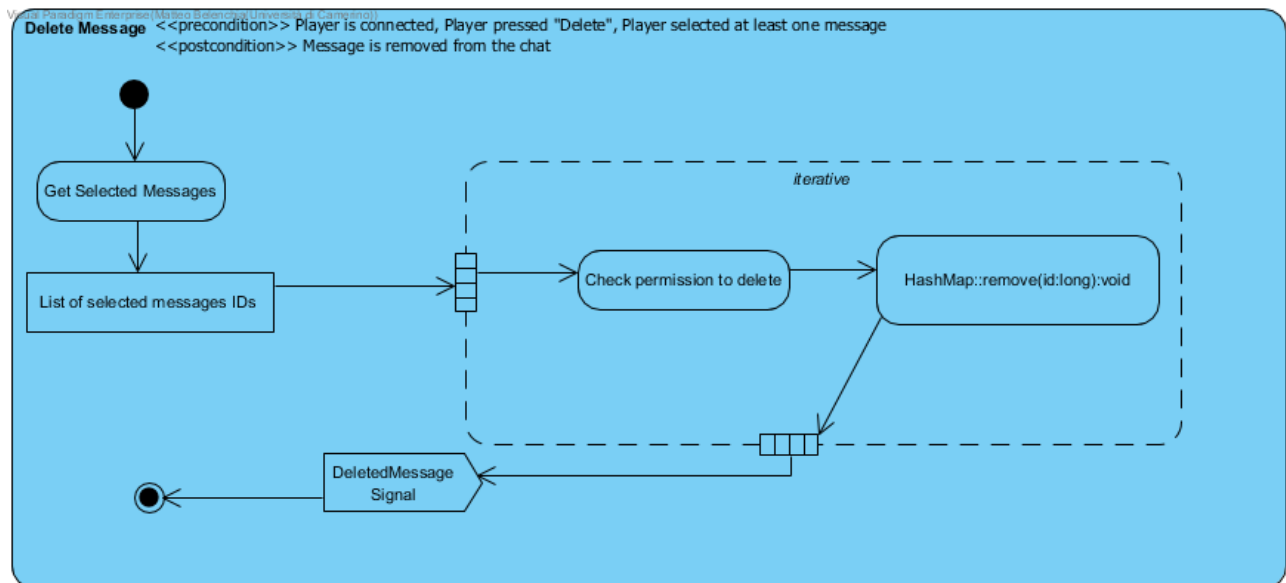 Visual Paradigm Enterprise(Matteo Belenchia(Università di Camerino))
Delete Message <<precondition>> Player is connected, Player pressed "Delete", Player selected at least one message
<<postcondition>> Message is removed from the chat
Get Selected Messages
iterative
List of selected messages IDs
Check permission to delete
HashMap::remove(id:long):void
DeletedMessage
Signal